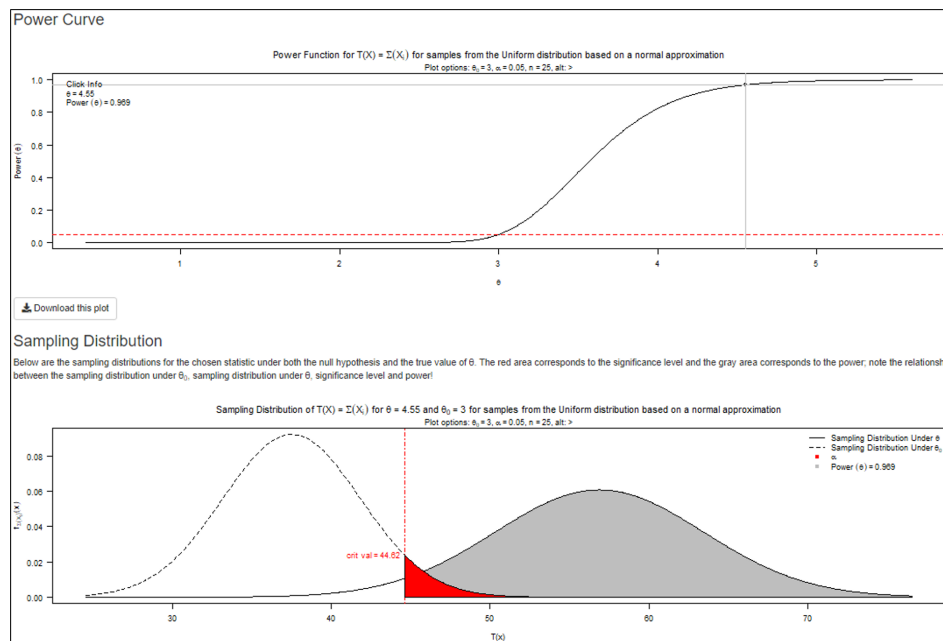 Power Curve
Power Function for T(X) = Σ(Xᵢ) for samples from the Uniform distribution based on a normal approximation
Plot options: θ₀ = 3, α = 0.05, n = 25, alt: >
Click Info
θ = 4.55
Power (θ) = 0.969
Power (θ)
1.0
0.8
0.6
0.4
0.2
0.0
1 2 3 4 5
θ
Download this plot
Sampling Distribution
Below are the sampling distributions for the chosen statistic under both the null hypothesis and the true value of θ. The red area corresponds to the significance level and the gray area corresponds to the power; note the relationsh
between the sampling distribution under θ₀, sampling distribution under θ, significance level and power!
Sampling Distribution of T(X) = Σ(Xᵢ) for θ = 4.55 and θ₀ = 3 for samples from the Uniform distribution based on a normal approximation
Plot options: θ₀ = 3, α = 0.05, n = 25, alt: >
Sampling Distribution Under θ
Sampling Distribution Under θ₀
α
Power (θ) = 0.969
0.08
0.06
0.04
0.02
0.00
crit val = 44.62
30 40 50 60 70
T(x)